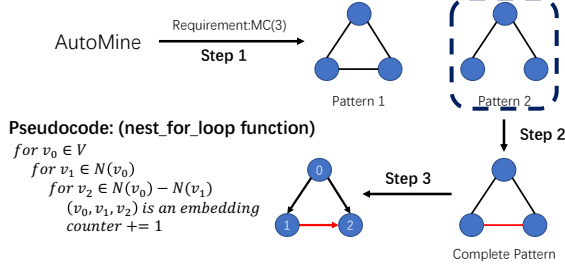 AutoMine
Requirement:MC(3)
Step 1
Pattern 1
Pattern 2
Step 2
Pseudocode: (nest_for_loop function)
for v₀ ∈ V
for v₁ ∈ N(v₀)
for v₂ ∈ N(v₀) − N(v₁)
(v₀, v₁, v₂) is an embedding
counter += 1
0
1
2
Step 3
Complete Pattern